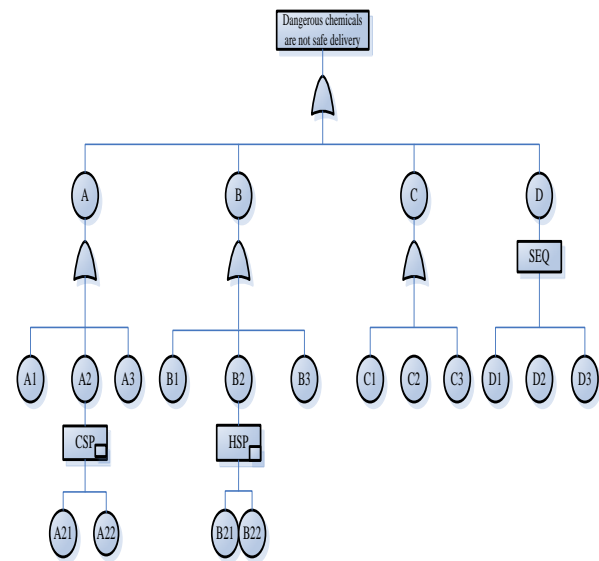 Dangerous chemicals
are not safe delivery
A B C D
SEQ
A1 A2 A3 B1 B2 B3 C1 C2 C3 D1 D2 D3
CSP HSP
A21 A22 B21 B22